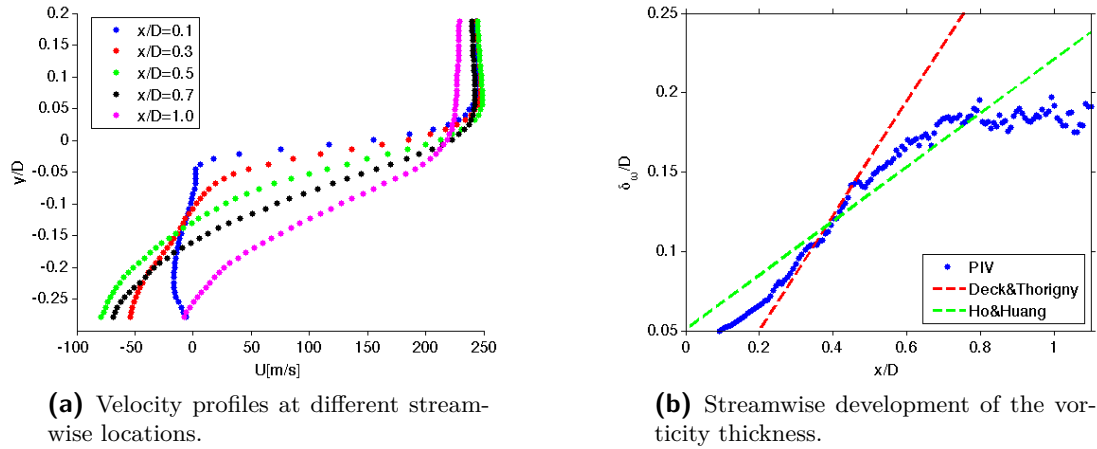 0.2
0.15
0.1
0.05
0
-0.05
-0.1
-0.15
-0.2
-0.25
y/D
x/D=0.1
x/D=0.3
x/D=0.5
x/D=0.7
x/D=1.0
-100 -50 0 50 100 150 200 250
U[m/s]
(a) Velocity profiles at different stream-
wise locations.
0.25
0.2
0.15
0.1
0.05
δω/D
PIV
Deck&Thorigny
Ho&Huang
0 0.2 0.4 0.6 0.8 1
x/D
(b) Streamwise development of the vor-
ticity thickness.